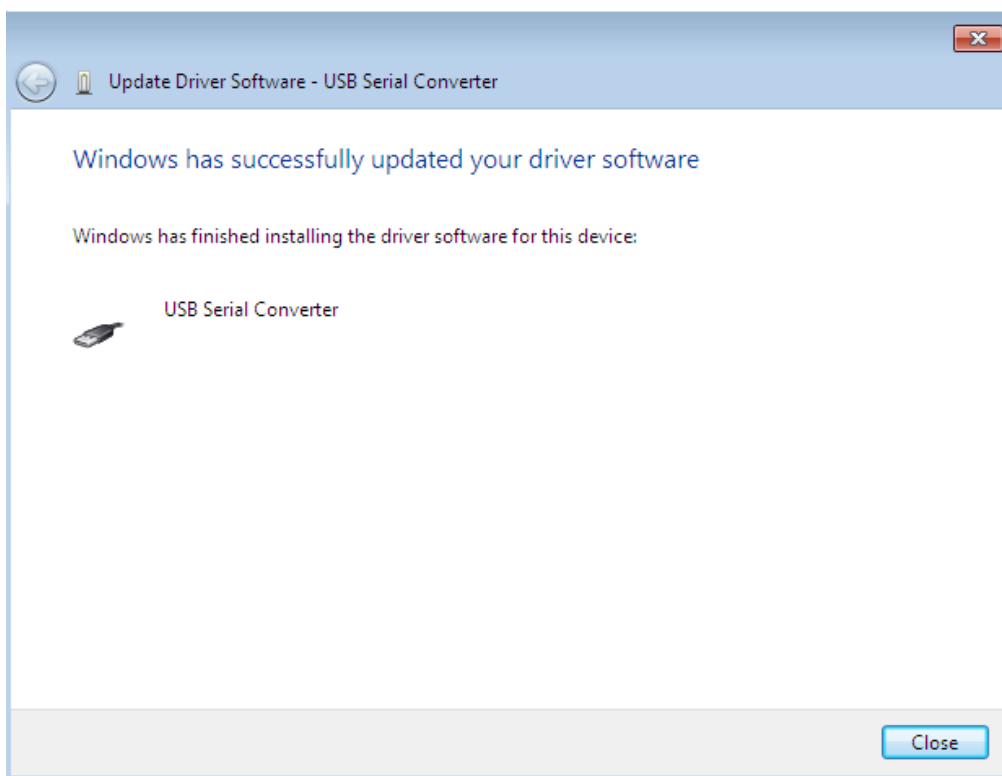 Update Driver Software - USB Serial Converter
Windows has successfully updated your driver software
Windows has finished installing the driver software for this device:
USB Serial Converter
Close